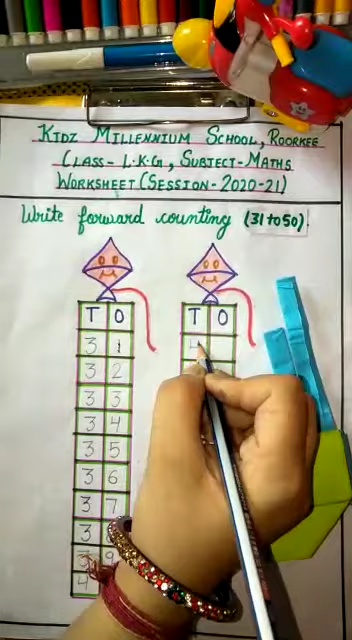 KIDZ MILLENNIUM SCHOOL, ROORKEE
CLASS- L.K.G, SUBJECT-MATHS
WORKSHEET (SESSION-2020-21)
Write forward counting (31 to 50).
T O
3 1
3 2
3 3
3 4
3 5
3 6
3 7
3
3 9
4
T O
4